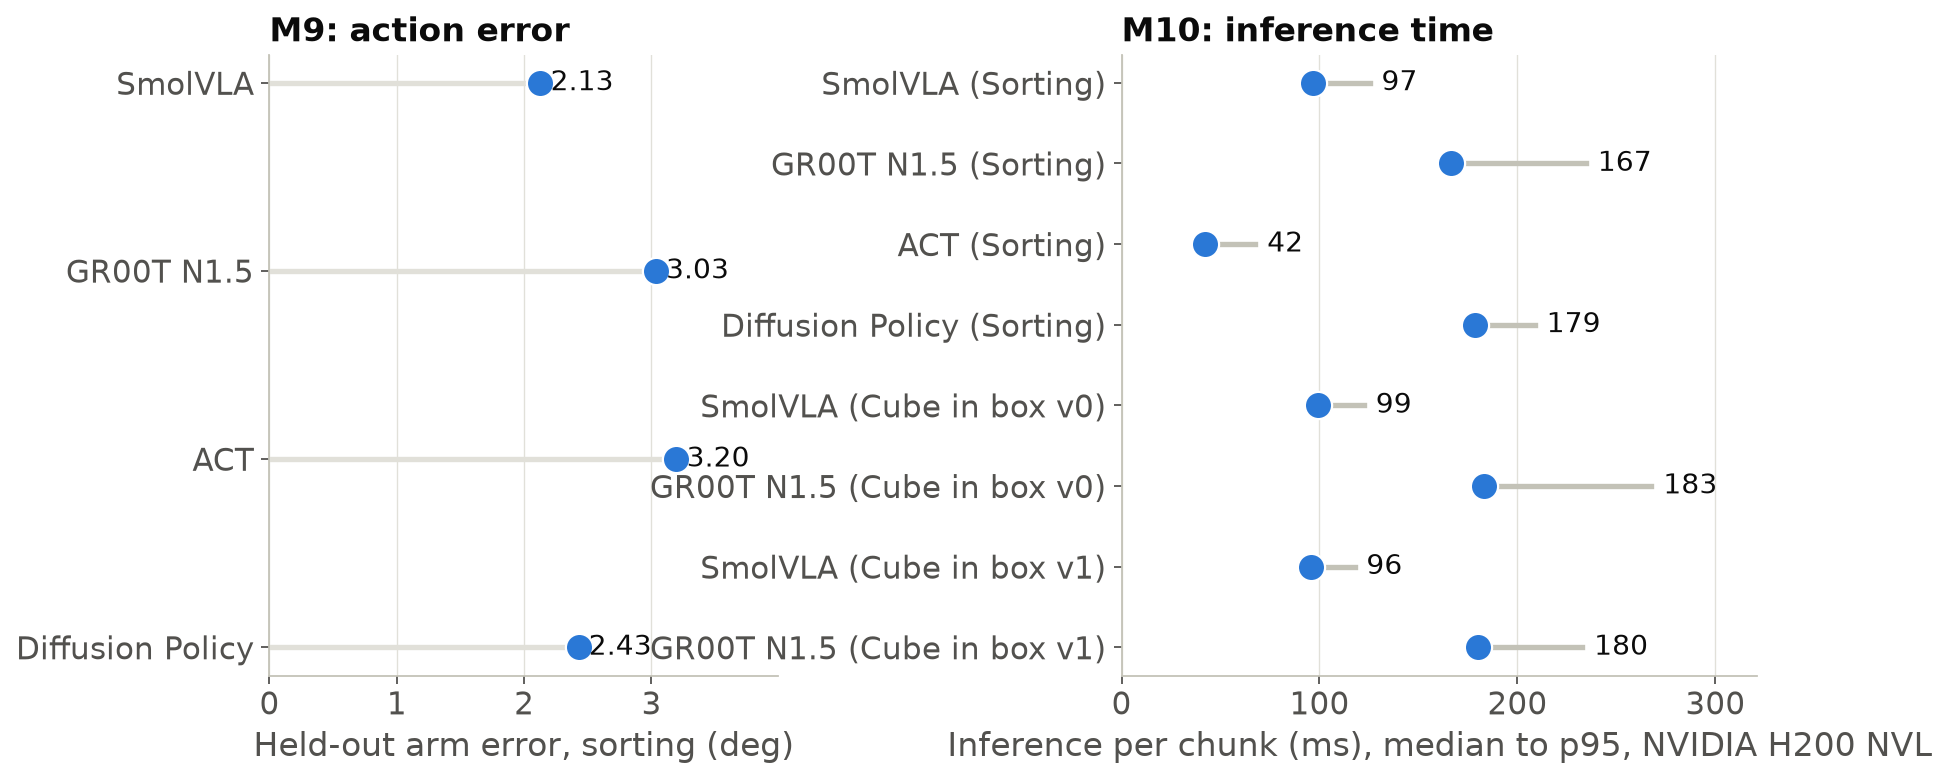 M9: action error
SmolVLA
2.13
GR00T N1.5
3.03
ACT
3.20
Diffusion Policy
2.43
0 1 2 3
Held-out arm error, sorting (deg)
M10: inference time
SmolVLA (Sorting)
97
GR00T N1.5 (Sorting)
167
ACT (Sorting)
42
Diffusion Policy (Sorting)
179
SmolVLA (Cube in box v0)
99
GR00T N1.5 (Cube in box v0)
183
SmolVLA (Cube in box v1)
96
GR00T N1.5 (Cube in box v1)
180
0 100 200 300
Inference per chunk (ms), median to p95, NVIDIA H200 NVL